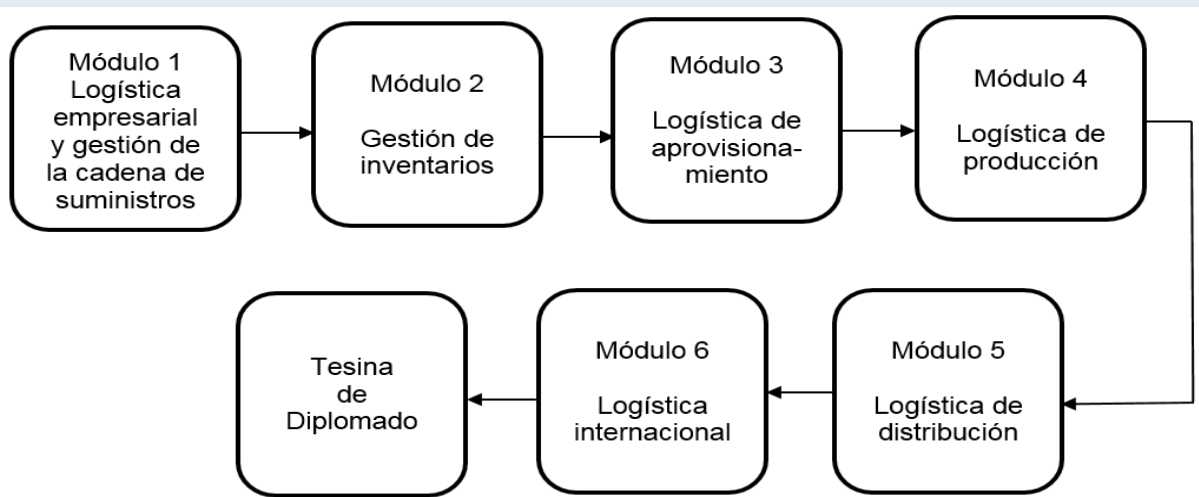 Módulo 1
Logística
empresarial
y gestión de
la cadena de
suministros
Módulo 2
Gestión de
inventarios
Módulo 3
Logística de
aprovisiona-
miento
Módulo 4
Logística de
producción
Módulo 5
Logística de
distribución
Módulo 6
Logística
internacional
Tesina
de
Diplomado